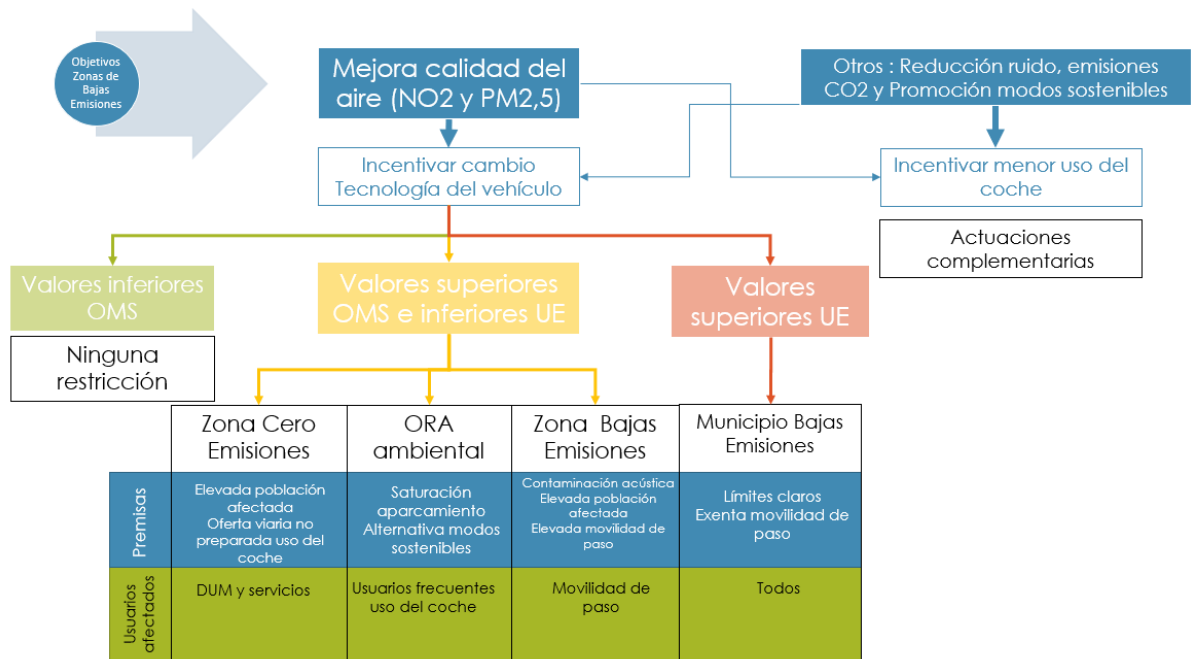 Objetivos
Zonas de
Bajas
Emisiones
Mejora calidad del
aire (NO2 y PM2,5)
Otros : Reducción ruido, emisiones
CO2 y Promoción modos sostenibles
Incentivar cambio
Tecnología del vehículo
Incentivar menor uso del
coche
Actuaciones
complementarias
Valores inferiores
OMS
Valores superiores
OMS e inferiores UE
Valores
superiores UE
Ninguna
restricción
Zona Cero
Emisiones
ORA
ambiental
Zona Bajas
Emisiones
Municipio Bajas
Emisiones
Premisas
Elevada población
afectada
Oferta viaria no
preparada uso del
coche
Saturación
aparcamiento
Alternativa modos
sostenibles
Contaminación acústica
Elevada población
afectada
Elevada movilidad de
paso
Límites claros
Exenta movilidad de
paso
Usuarios
afectados
DUM y servicios
Usuarios frecuentes
uso del coche
Movilidad de
paso
Todos